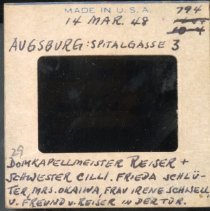 MADE IN U.S.A. 794
14 MAR. 48
AUGSBURG: SPITALGASSE 3
29
DOMKAPELLMEISTER REISER +
SCHWESTER CILLI. FRIEDA SCHLÜ-
TER, MRS. OKAIWA, FRAU IRENE SCHNELL
U. FREUND V. REISER IN DER TÜR.